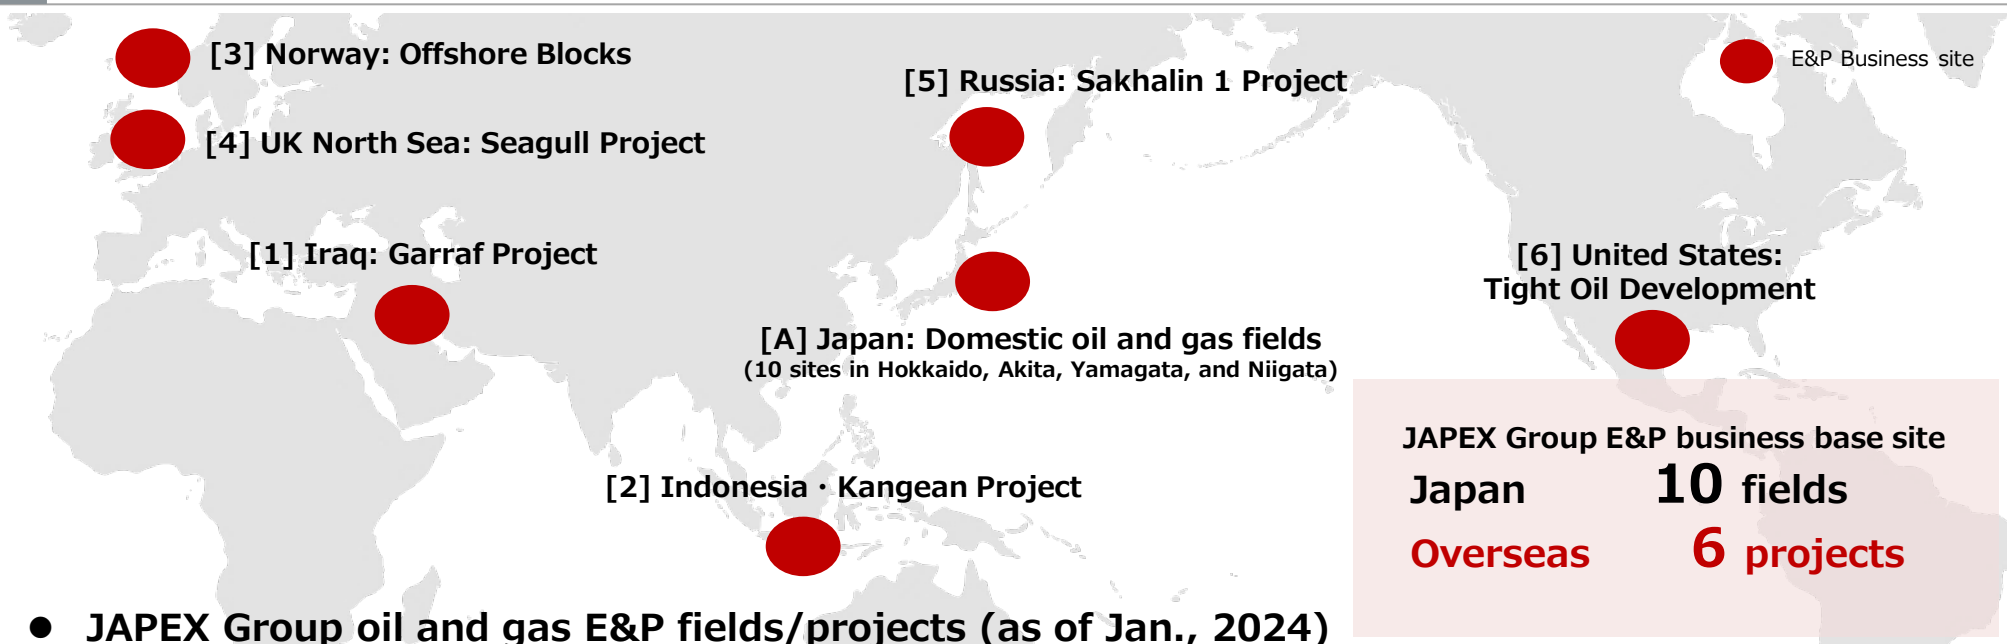 [3] Norway: Offshore Blocks
E&P Business site
[5] Russia: Sakhalin 1 Project
[4] UK North Sea: Seagull Project
[1] Iraq: Garraf Project
[6] United States:
Tight Oil Development
[A] Japan: Domestic oil and gas fields
(10 sites in Hokkaido, Akita, Yamagata, and Niigata)
JAPEX Group E&P business base site
Japan 10 fields
[2] Indonesia・Kangean Project
Overseas 6 projects
● JAPEX Group oil and gas E&P fields/projects (as of Jan., 2024)